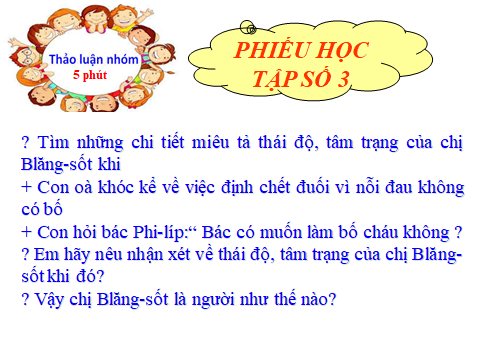 Thảo luận nhóm
5 phút
PHIẾU HỌC
TẬP SỐ 3
? Tìm những chi tiết miêu tả thái độ, tâm trạng của chị
Blăng-sốt khi
+ Con oà khóc kể về việc định chết đuối vì nỗi đau không
có bố
+ Con hỏi bác Phi-líp:“ Bác có muốn làm bố cháu không ?
? Em hãy nêu nhận xét về thái độ, tâm trạng của chị Blăng-
sốt khi đó?
? Vậy chị Blăng-sốt là người như thế nào?